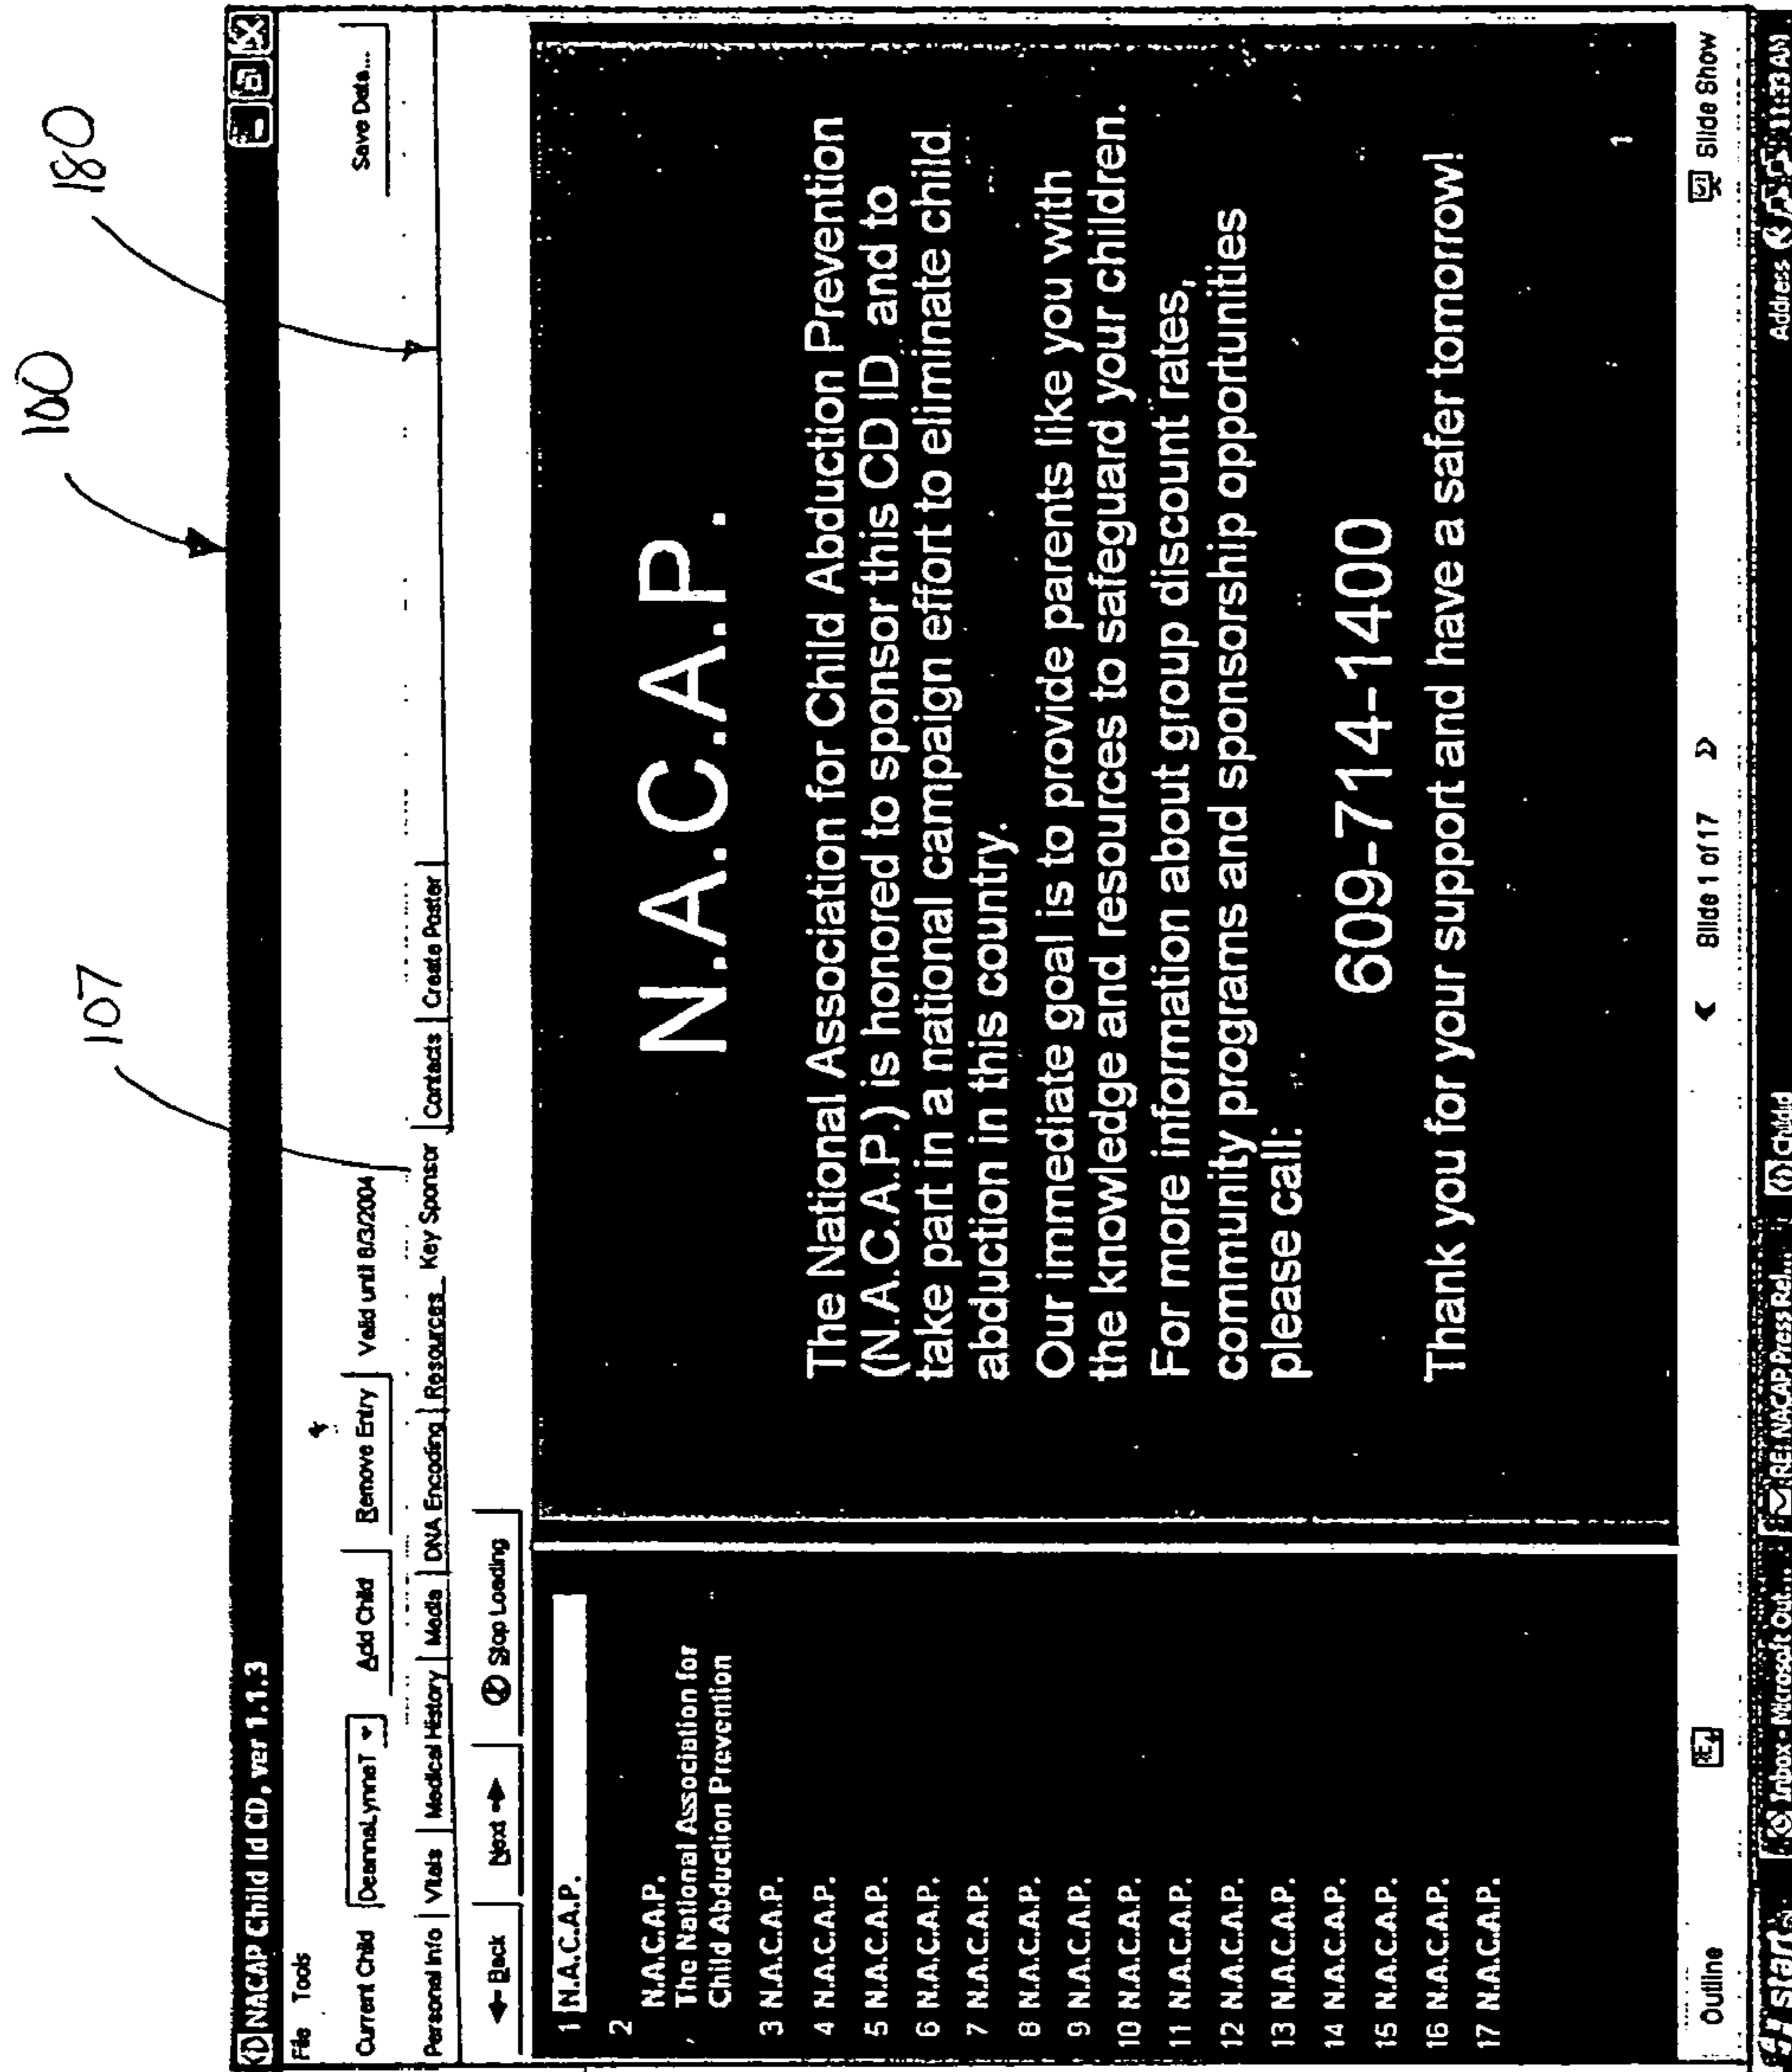 107
100
180
NACAP Child Id CD, ver 1.1.3
File Tools
Current Child DeannaLynneT Add Child Remove Entry Valid until 8/3/2004 Save Data...
Personal Info Vitals Medical History Media DNA Encoding Resources Key Sponsor Contacts Create Poster
Back Next Stop Loading
1 N.A.C.A.P.
2
N.A.C.A.P.
The National Association for
Child Abduction Prevention
3 N.A.C.A.P.
4 N.A.C.A.P.
5 N.A.C.A.P.
6 N.A.C.A.P.
7 N.A.C.A.P.
8 N.A.C.A.P.
9 N.A.C.A.P.
10 N.A.C.A.P.
11 N.A.C.A.P.
12 N.A.C.A.P.
13 N.A.C.A.P.
14 N.A.C.A.P.
15 N.A.C.A.P.
16 N.A.C.A.P.
17 N.A.C.A.P.
N.A.C.A.P.
The National Association for Child Abduction Prevention
(N.A.C.A.P.) is honored to sponsor this CD ID and to
take part in a national campaign effort to eliminate child
abduction in this country.
Our immediate goal is to provide parents like you with
the knowledge and resources to safeguard your children.
For more information about group discount rates,
community programs and sponsorship opportunities
please call:
609-714-1400
Thank you for your support and have a safer tomorrow!
1
Outline Slide 1 of 17 Slide Show
start Inbox - Microsoft Out... RE: NACAP Press Rel... childid Address 11:33 AM